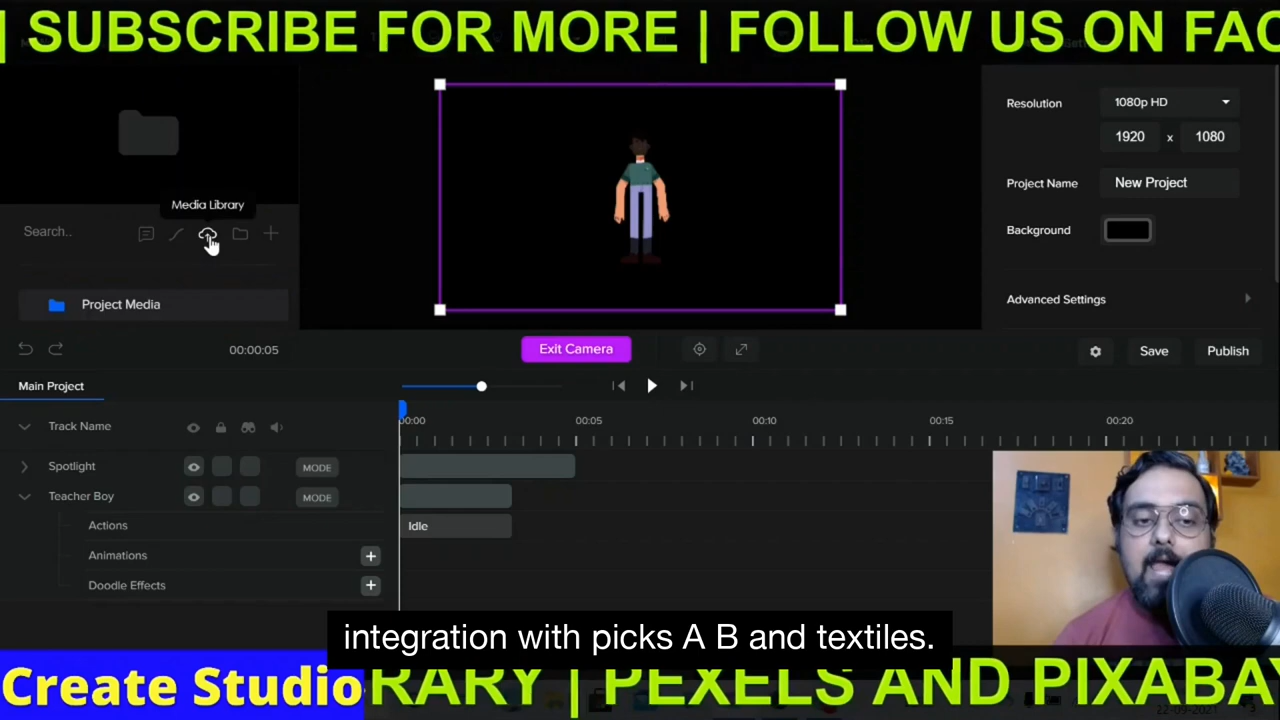 | SUBSCRIBE FOR MORE | FOLLOW US ON FAC
Media Library
Search..
Project Media
Resolution
1080p HD
1920 x 1080
Project Name
New Project
Background
Advanced Settings
00:00:05
Exit Camera
Save
Publish
Main Project
Track Name
00:00
00:05
00:10
00:15
00:20
Spotlight
MODE
Teacher Boy
MODE
Actions
Idle
Animations
Doodle Effects
integration with picks A B and textiles.
Create Studio
RARY | PEXELS AND PIXABAY